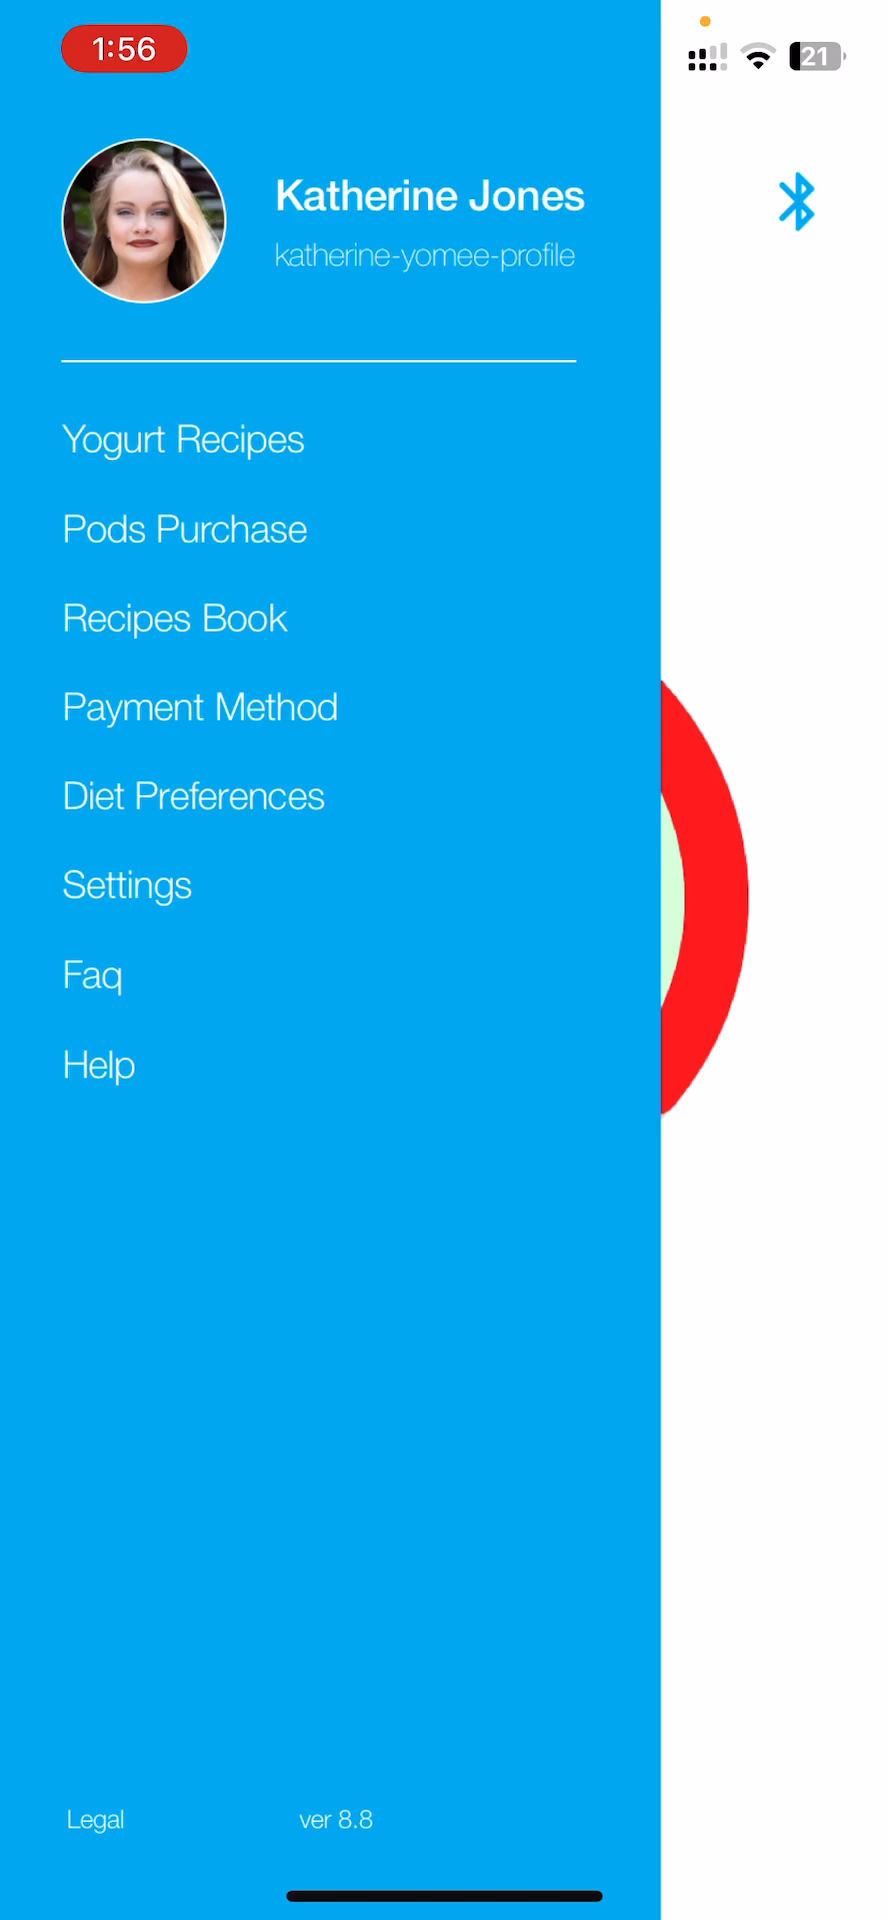 1:56
21
Katherine Jones
katherine-yomee-profile
Yogurt Recipes
Pods Purchase
Recipes Book
Payment Method
Diet Preferences
Settings
Faq
Help
Legal
ver 8.8